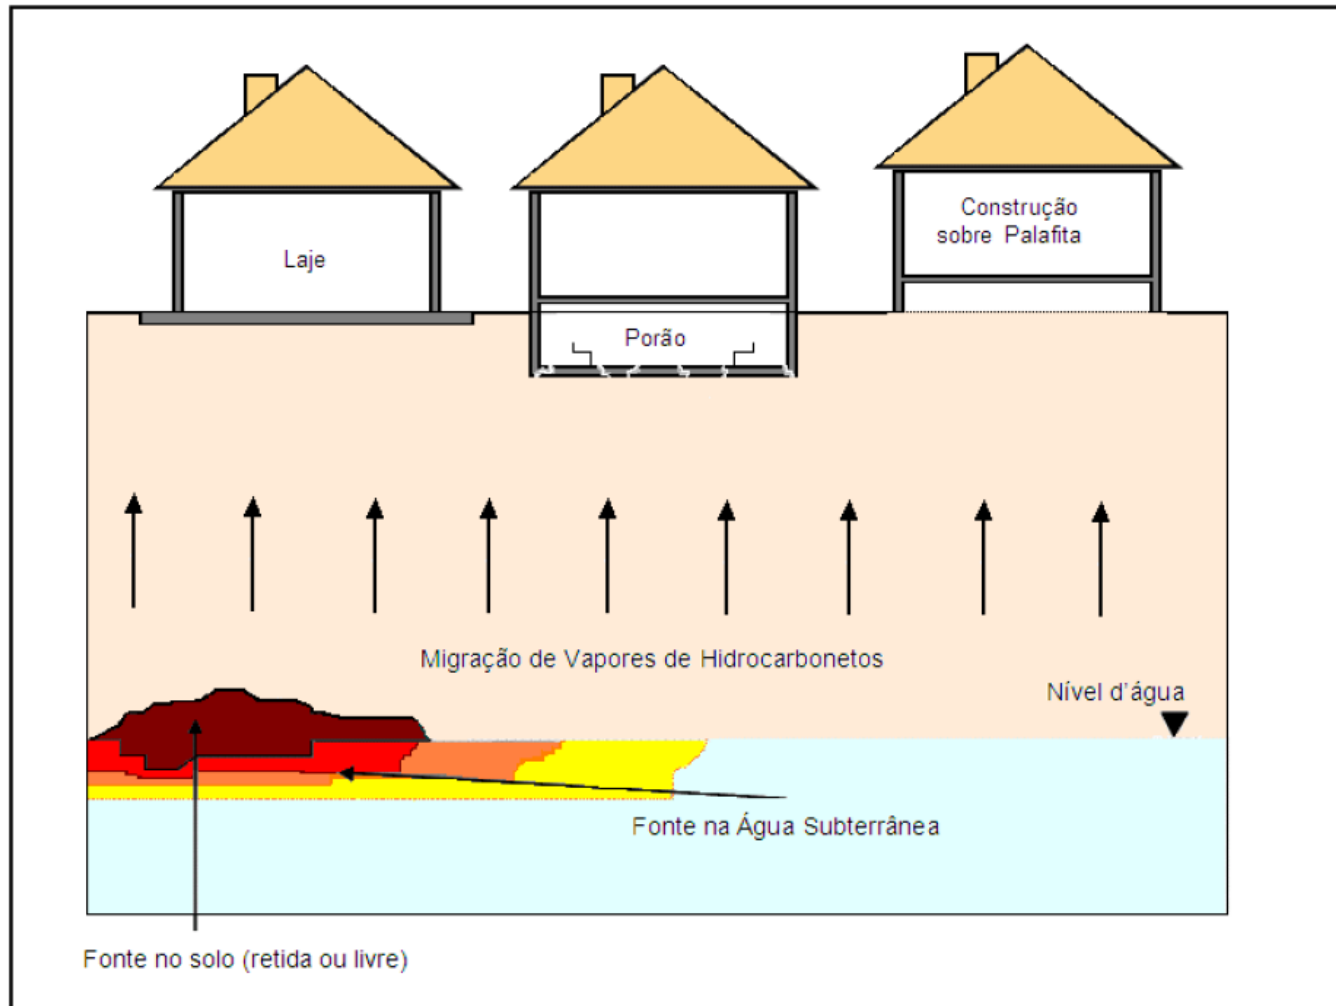 Laje
Porão
Construção
sobre Palafita
Migração de Vapores de Hidrocarbonetos
Nível d'água
Fonte na Água Subterrânea
Fonte no solo (retida ou livre)